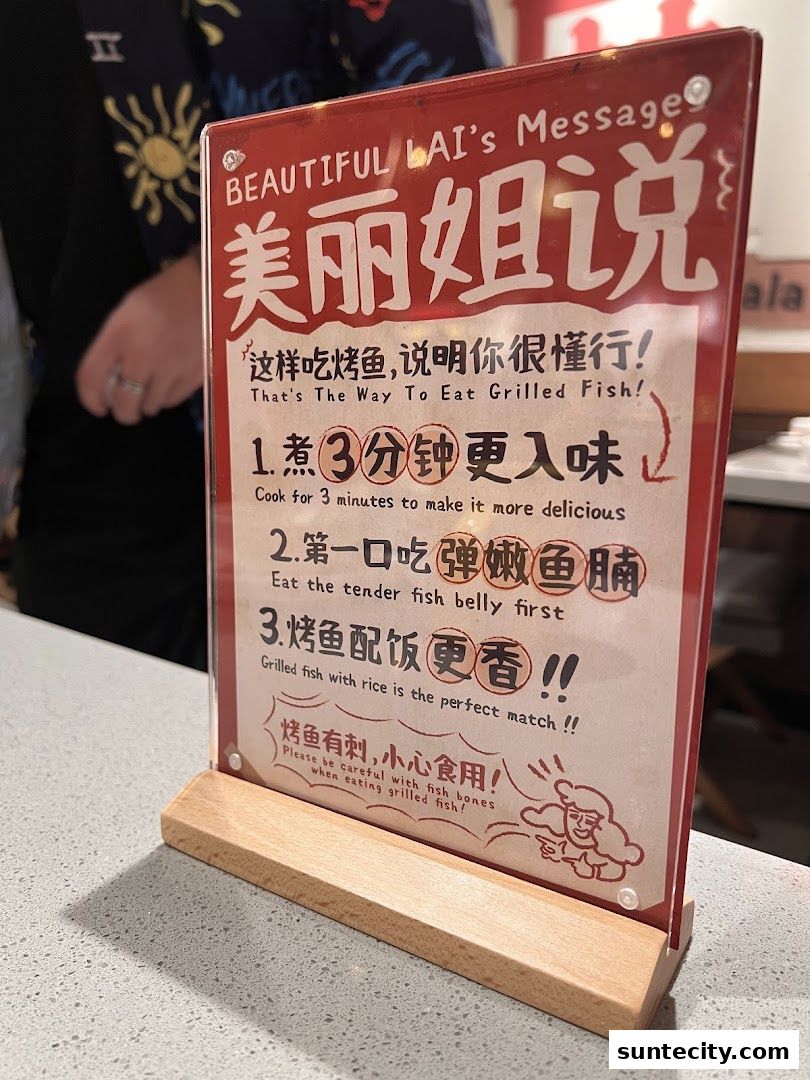 BEAUTIFUL LAI's Messages
美丽姐说
这样吃烤鱼,说明你很懂行!
That's The Way To Eat Grilled Fish!
1.煮3分钟更入味
Cook for 3 minutes to make it more delicious
2.第一口吃弹嫩鱼腩
Eat the tender fish belly first
3.烤鱼配饭更香!!
Grilled fish with rice is the perfect match!!
烤鱼有刺,小心食用!
Please be careful with fish bones
when eating grilled fish!
ala
suntecity.com